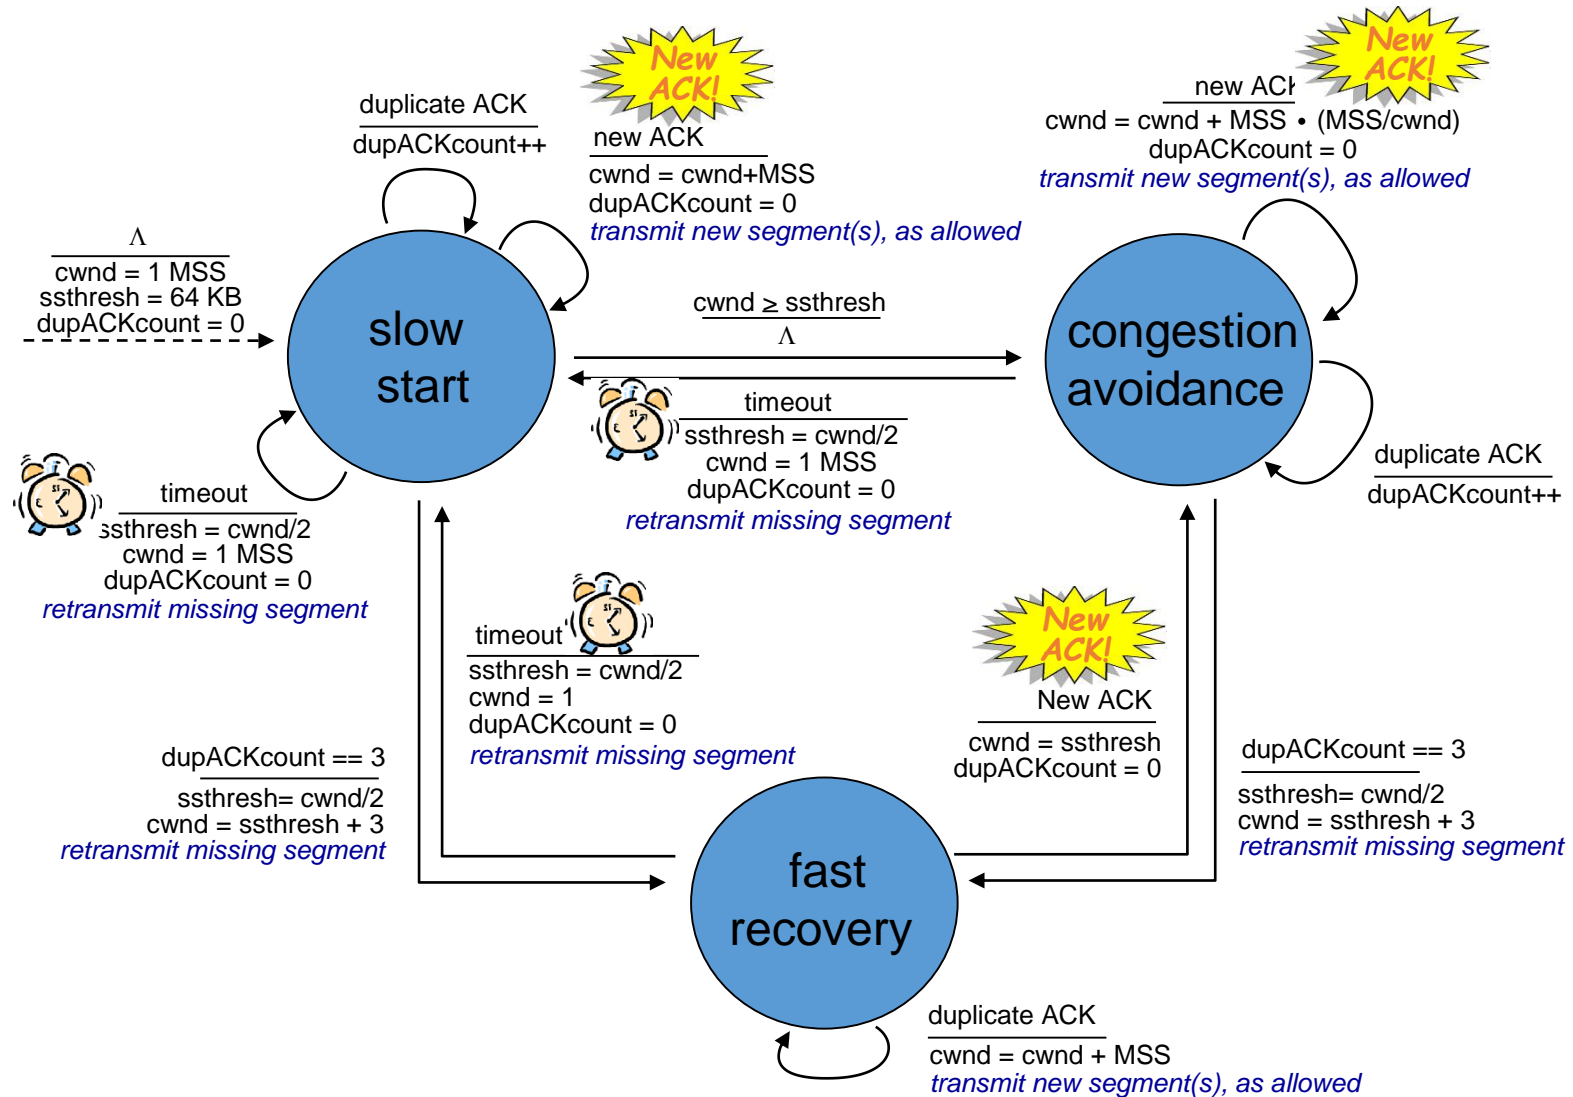 New
ACK!
duplicate ACK
dupACKcount++
new ACK
cwnd = cwnd+MSS
dupACKcount = 0
transmit new segment(s), as allowed
New
ACK!
new ACK
cwnd = cwnd + MSS • (MSS/cwnd)
dupACKcount = 0
transmit new segment(s), as allowed
Λ
cwnd = 1 MSS
ssthresh = 64 KB
dupACKcount = 0
slow
start
cwnd ≥ ssthresh
Λ
congestion
avoidance
timeout
ssthresh = cwnd/2
cwnd = 1 MSS
dupACKcount = 0
retransmit missing segment
duplicate ACK
dupACKcount++
timeout
ssthresh = cwnd/2
cwnd = 1 MSS
dupACKcount = 0
retransmit missing segment
timeout
ssthresh = cwnd/2
cwnd = 1
dupACKcount = 0
retransmit missing segment
New
ACK!
New ACK
cwnd = ssthresh
dupACKcount = 0
dupACKcount == 3
ssthresh= cwnd/2
cwnd = ssthresh + 3
retransmit missing segment
dupACKcount == 3
ssthresh= cwnd/2
cwnd = ssthresh + 3
retransmit missing segment
fast
recovery
duplicate ACK
cwnd = cwnd + MSS
transmit new segment(s), as allowed